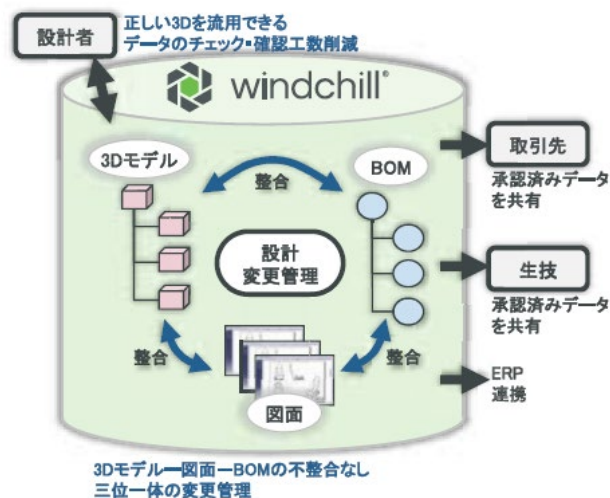 設計者
正しい3Dを流用できる
データのチェック・確認工数削減
windchill®
3Dモデル
BOM
整合
設計
変更管理
整合
整合
図面
取引先
承認済みデータ
を共有
生技
承認済みデータ
を共有
ERP
連携
3Dモデルー図面ーBOMの不整合なし
三位一体の変更管理